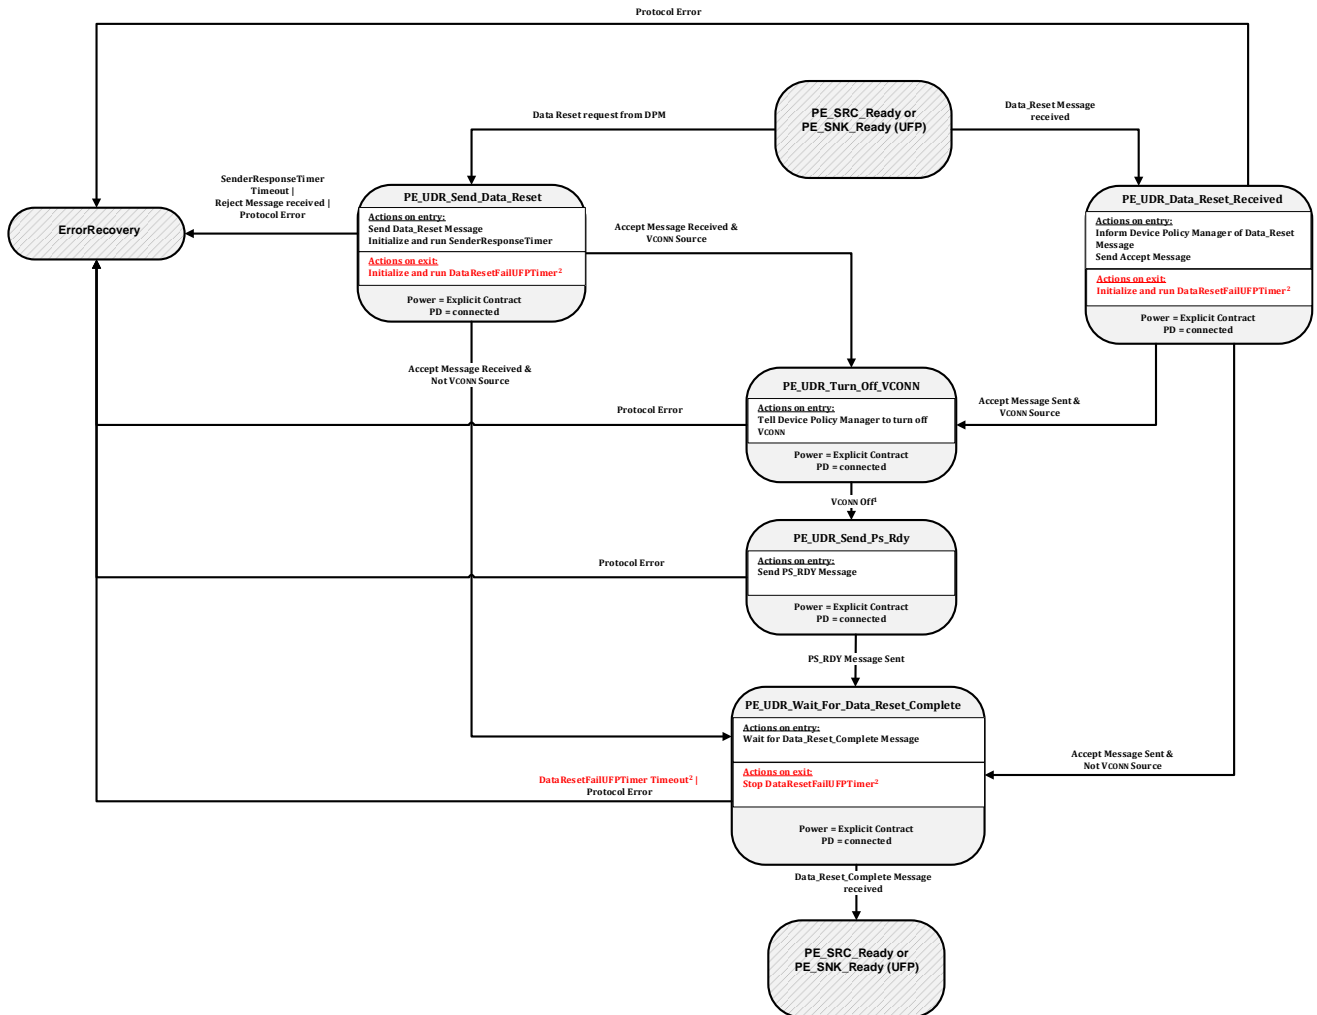 Protocol Error
PE_SRC_Ready or
PE_SNK_Ready (UFP)
Data Reset request from DPM
Data_Reset Message
received
SenderResponseTimer
Timeout |
Reject Message received |
Protocol Error
ErrorRecovery
PE_UDR_Send_Data_Reset
Actions on entry:
Send Data_Reset Message
Initialize and run SenderResponseTimer
Actions on exit:
Initialize and run DataResetFailUFPTimer²
Power = Explicit Contract
PD = connected
Accept Message Received &
VCONN Source
PE_UDR_Data_Reset_Received
Actions on entry:
Inform Device Policy Manager of Data_Reset
Message
Send Accept Message
Actions on exit:
Initialize and run DataResetFailUFPTimer²
Power = Explicit Contract
PD = connected
Accept Message Received &
Not VCONN Source
Protocol Error
PE_UDR_Turn_Off_VCONN
Actions on entry:
Tell Device Policy Manager to turn off
VCONN
Power = Explicit Contract
PD = connected
Accept Message Sent &
VCONN Source
VCONN Off¹
Protocol Error
PE_UDR_Send_Ps_Rdy
Actions on entry:
Send PS_RDY Message
Power = Explicit Contract
PD = connected
PS_RDY Message Sent
PE_UDR_Wait_For_Data_Reset_Complete
Actions on entry:
Wait for Data_Reset_Complete Message
Actions on exit:
Stop DataResetFailUFPTimer²
Power = Explicit Contract
PD = connected
DataResetFailUFPTimer Timeout² |
Protocol Error
Accept Message Sent &
Not VCONN Source
Data_Reset_Complete Message
received
PE_SRC_Ready or
PE_SNK_Ready (UFP)